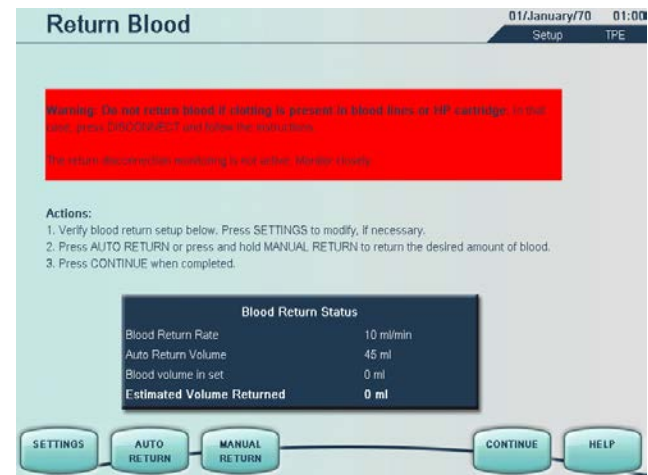 Return Blood
01/January/70 01:00
Setup TPE
Warning: Do not return blood if clotting is present in blood lines or HP cartridge. In that
case, press DISCONNECT and follow the instructions.
The return disconnection monitoring is not active. Monitor closely.
Actions:
1. Verify blood return setup below. Press SETTINGS to modify, if necessary.
2. Press AUTO RETURN or press and hold MANUAL RETURN to return the desired amount of blood.
3. Press CONTINUE when completed.
Blood Return Status
Blood Return Rate 10 ml/min
Auto Return Volume 45 ml
Blood volume in set 0 ml
Estimated Volume Returned 0 ml
SETTINGS
AUTO
RETURN
MANUAL
RETURN
CONTINUE
HELP